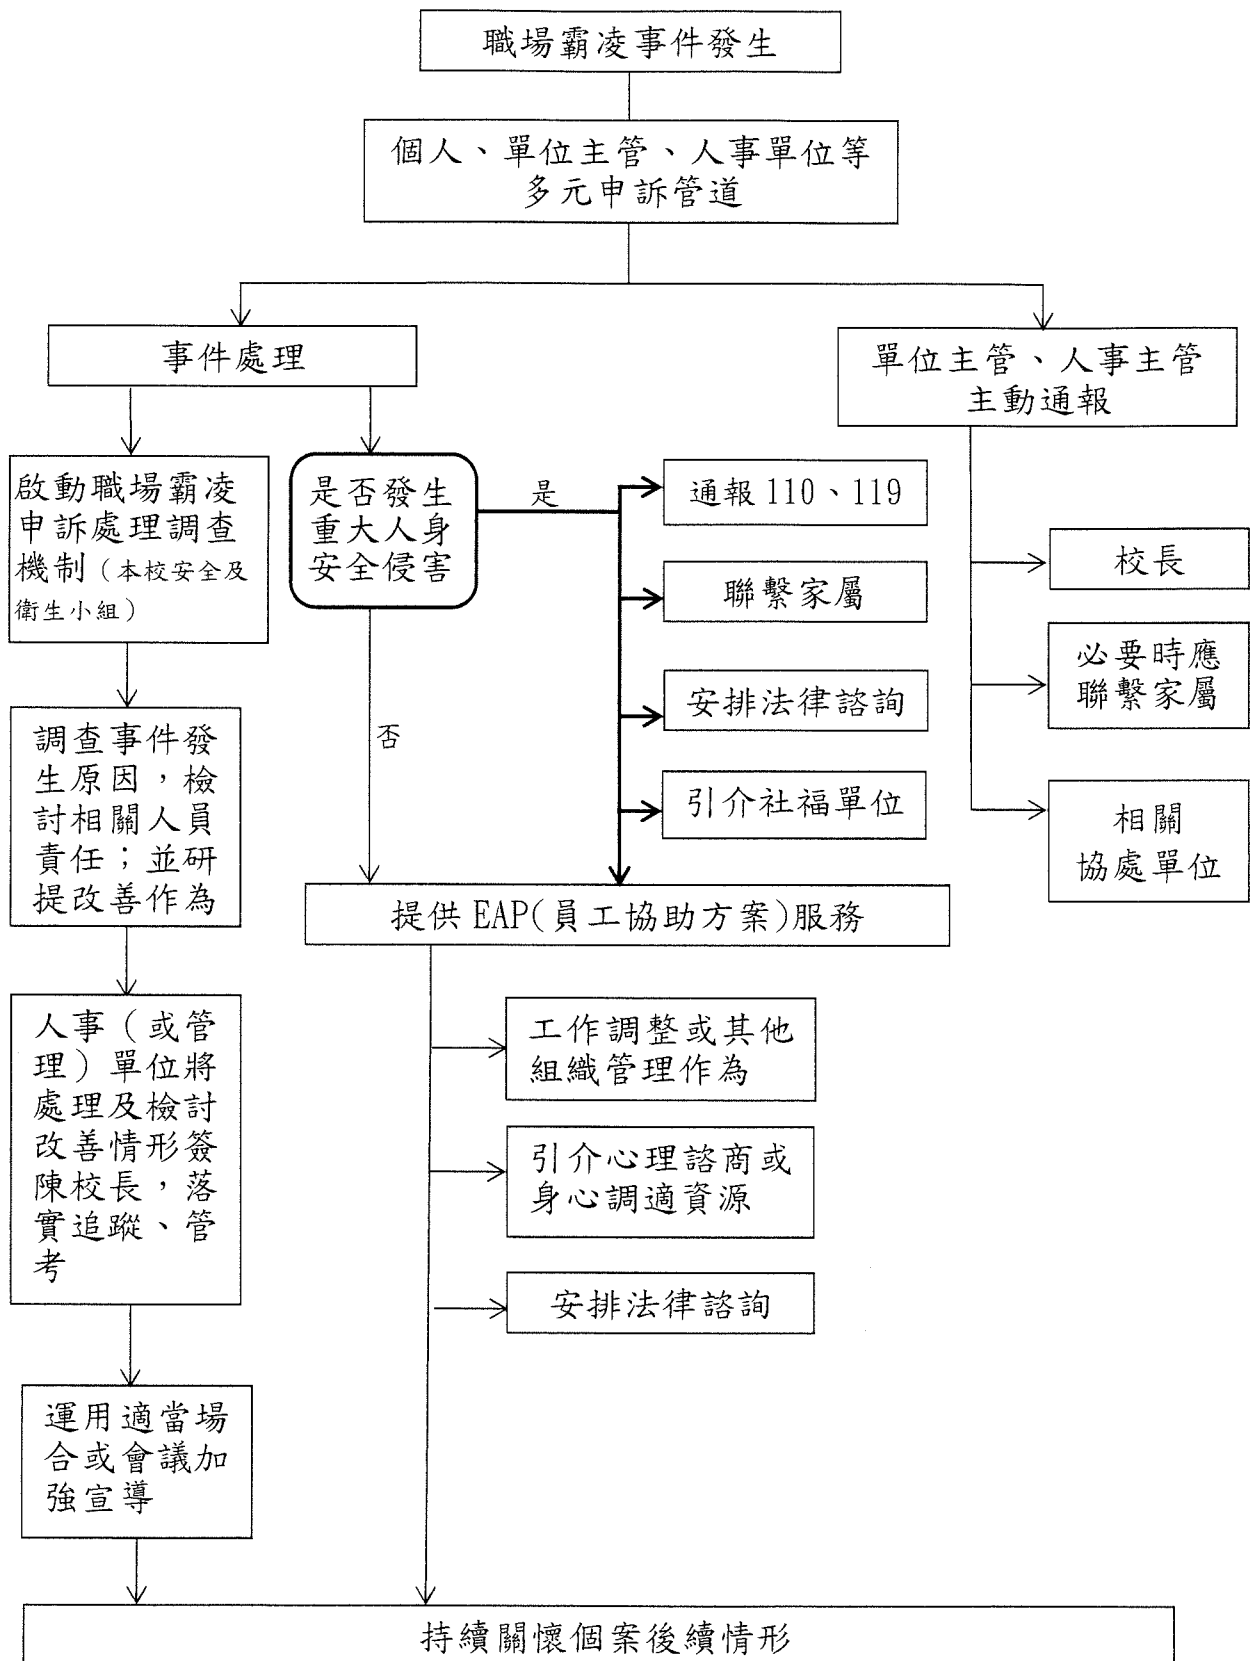 職場霸凌事件發生
個人、單位主管、人事單位等
多元申訴管道
事件處理
單位主管、人事主管
主動通報
啟動職場霸凌
申訴處理調查
機制（本校安全及
衛生小組）
是否發生
重大人身
安全侵害
是
否
通報 110、119
聯繫家屬
安排法律諮詢
引介社福單位
校長
必要時應
聯繫家屬
相關
協處單位
調查事件發
生原因，檢
討相關人員
責任；並研
提改善作為
提供 EAP(員工協助方案)服務
人事（或管
理）單位將
處理及檢討
改善情形簽
陳校長，落
實追蹤、管
考
工作調整或其他
組織管理作為
引介心理諮商或
身心調適資源
安排法律諮詢
運用適當場
合或會議加
強宣導
持續關懷個案後續情形